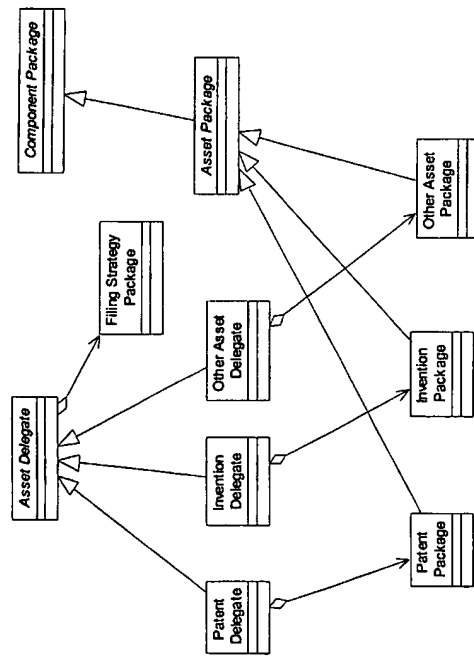 Component Package
Asset Package
Asset Delegate
Filing Strategy
Package
Other Asset
Delegate
Invention
Delegate
Patent
Delegate
Other Asset
Package
Invention
Package
Patent
Package